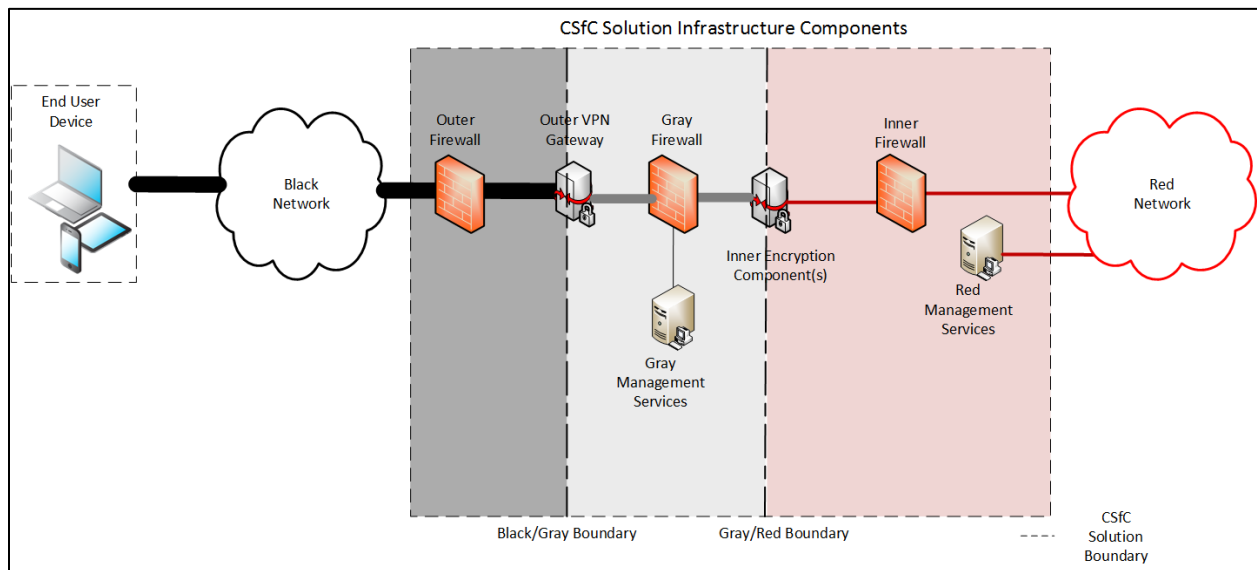 CSfC Solution Infrastructure Components
End User
Device
Black
Network
Outer
Firewall
Outer VPN
Gateway
Gray
Firewall
Gray
Management
Services
Inner Encryption
Component(s)
Inner
Firewall
Red
Management
Services
Red
Network
Black/Gray Boundary
Gray/Red Boundary
CSfC
Solution
Boundary